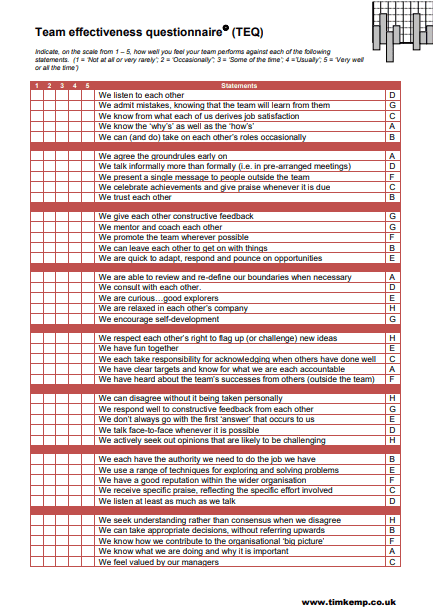 Team effectiveness questionnaire (TEQ)
Indicate, on the scale from 1 – 5, how well you feel your team performs against each of the following
statements. (1 = 'Not at all or very rarely'; 2 = 'Occasionally'; 3 = 'Some of the time'; 4 ='Usually'; 5 = 'Very well
or all the time')
1 2 3 4 5 Statements
We listen to each other D
We admit mistakes, knowing that the team will learn from them G
We know from what each of us derives job satisfaction C
We know the 'why's' as well as the 'how's' A
We can (and do) take on each other's roles occasionally B
We agree the groundrules early on A
We talk informally more than formally (i.e. in pre-arranged meetings) D
We present a single message to people outside the team F
We celebrate achievements and give praise whenever it is due C
We trust each other B
We give each other constructive feedback G
We mentor and coach each other G
We promote the team wherever possible F
We can leave each other to get on with things B
We are quick to adapt, respond and pounce on opportunities E
We are able to review and re-define our boundaries when necessary A
We consult with each other. D
We are curious…good explorers E
We are relaxed in each other's company H
We encourage self-development G
We respect each other's right to flag up (or challenge) new ideas H
We have fun together E
We each take responsibility for acknowledging when others have done well C
We have clear targets and know for what we are each accountable A
We have heard about the team's successes from others (outside the team) F
We can disagree without it being taken personally H
We respond well to constructive feedback from each other G
We don't always go with the first 'answer' that occurs to us E
We talk face-to-face whenever it is possible D
We actively seek out opinions that are likely to be challenging H
We each have the authority we need to do the job we have B
We use a range of techniques for exploring and solving problems E
We have a good reputation within the wider organisation F
We receive specific praise, reflecting the specific effort involved C
We listen at least as much as we talk D
We seek understanding rather than consensus when we disagree H
We can take appropriate decisions, without referring upwards B
We know how we contribute to the organisational 'big picture' F
We know what we are doing and why it is important A
We feel valued by our managers C
www.timkemp.co.uk